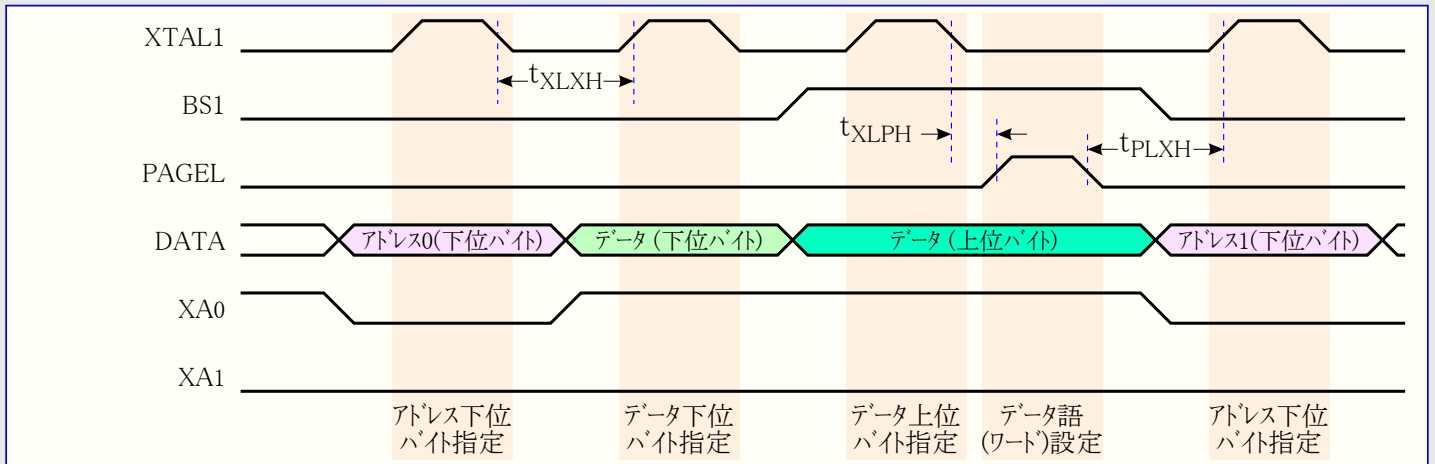 XTAL1
tXLXH
BS1
tXLPH
tPLXH
PAGEL
DATA
アドレス0(下位バイト)
データ (下位バイト)
データ (上位バイト)
アドレス1(下位バイト)
XA0
XA1
アドレス下位
バイト指定
データ下位
バイト指定
データ上位
バイト指定
データ語
(ワード)設定
アドレス下位
バイト指定